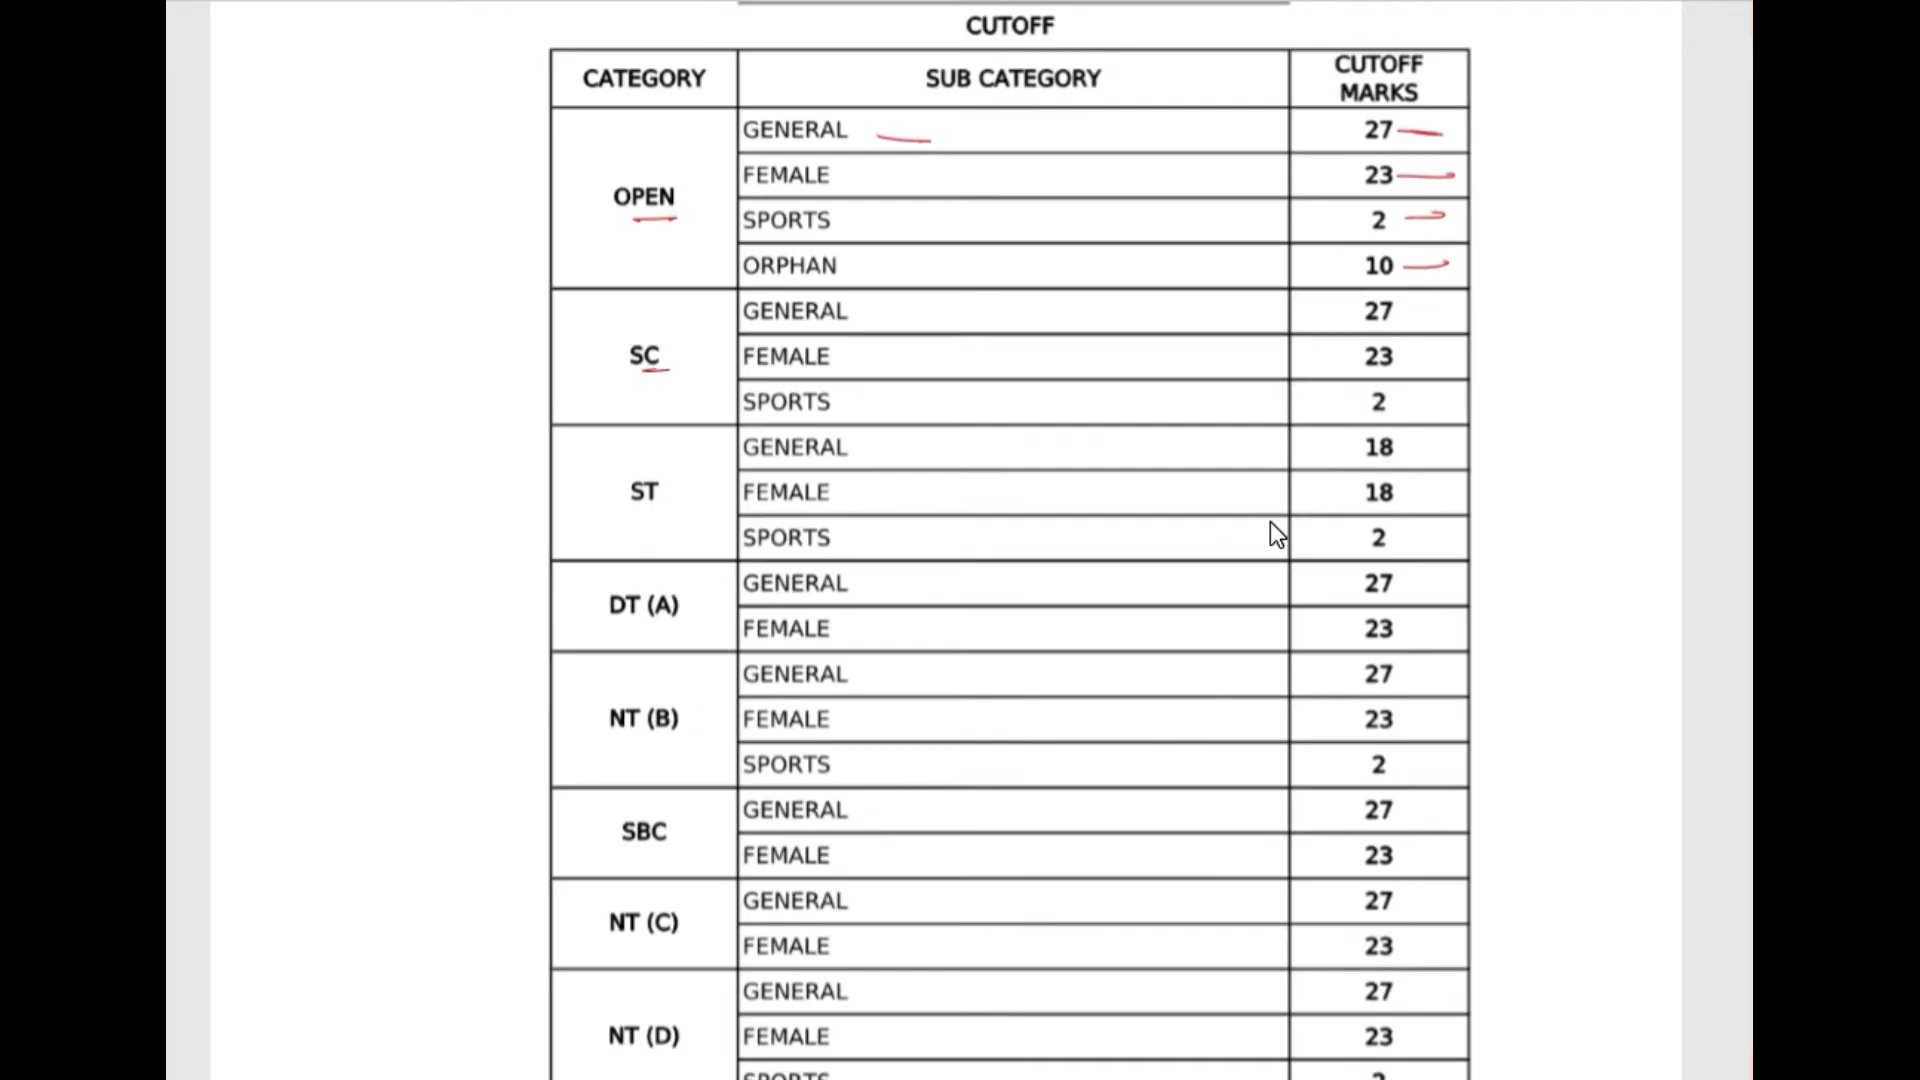 CUTOFF
CATEGORY SUB CATEGORY CUTOFF MARKS
OPEN GENERAL 27
FEMALE 23
SPORTS 2
ORPHAN 10
SC GENERAL 27
FEMALE 23
SPORTS 2
ST GENERAL 18
FEMALE 18
SPORTS 2
DT (A) GENERAL 27
FEMALE 23
NT (B) GENERAL 27
FEMALE 23
SPORTS 2
SBC GENERAL 27
FEMALE 23
NT (C) GENERAL 27
FEMALE 23
NT (D) GENERAL 27
FEMALE 23
SPORTS